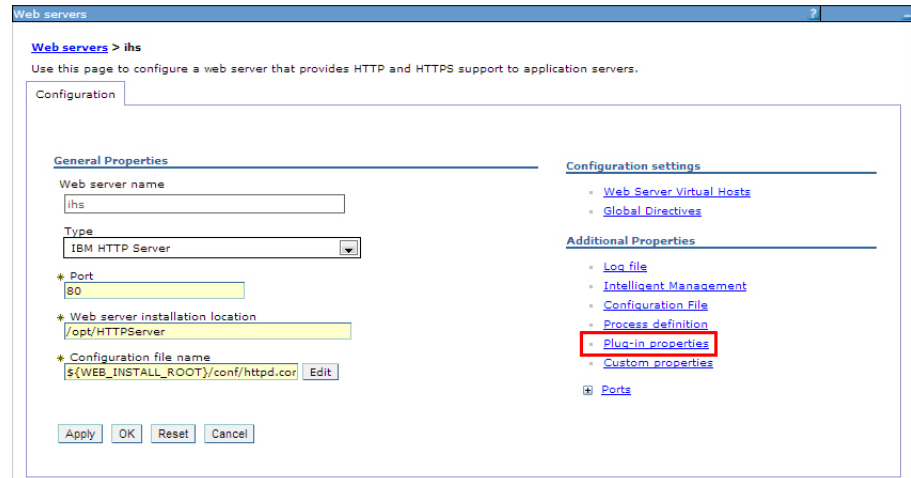 Web servers ? _
Web servers > ihs
Use this page to configure a web server that provides HTTP and HTTPS support to application servers.
Configuration
General Properties
Web server name
ihs
Type
IBM HTTP Server
* Port
80
* Web server installation location
/opt/HTTPServer
* Configuration file name
${WEB_INSTALL_ROOT}/conf/httpd.cor Edit
Apply OK Reset Cancel
Configuration settings
Web Server Virtual Hosts
Global Directives
Additional Properties
Log file
Intelligent Management
Configuration File
Process definition
Plug-in properties
Custom properties
+ Ports